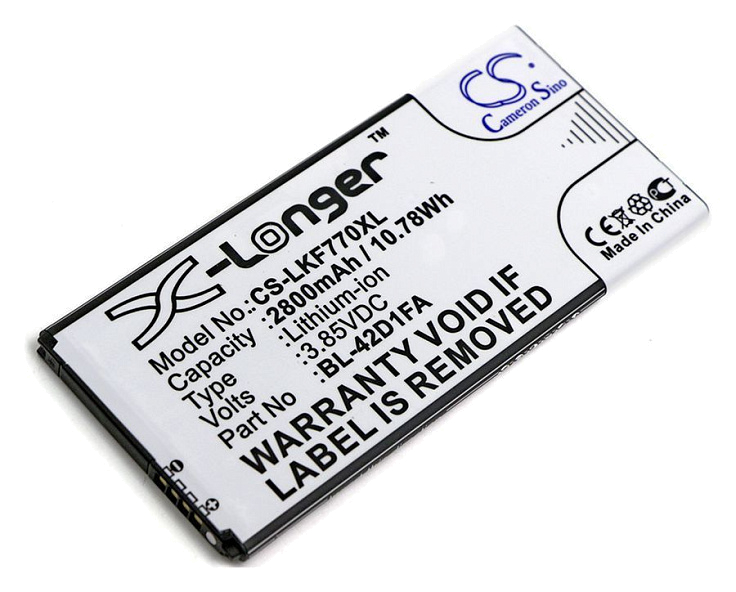 CS
Cameron Sino
X-Longer™
Model No.: CS-LKF770XL
Capacity : 2800mAh / 10.78Wh
Type : Lithium-ion
Volts : 3.85VDC
Part No : BL-42D1FA
WARRANTY VOID IF
LABEL IS REMOVED
CE
Made In China